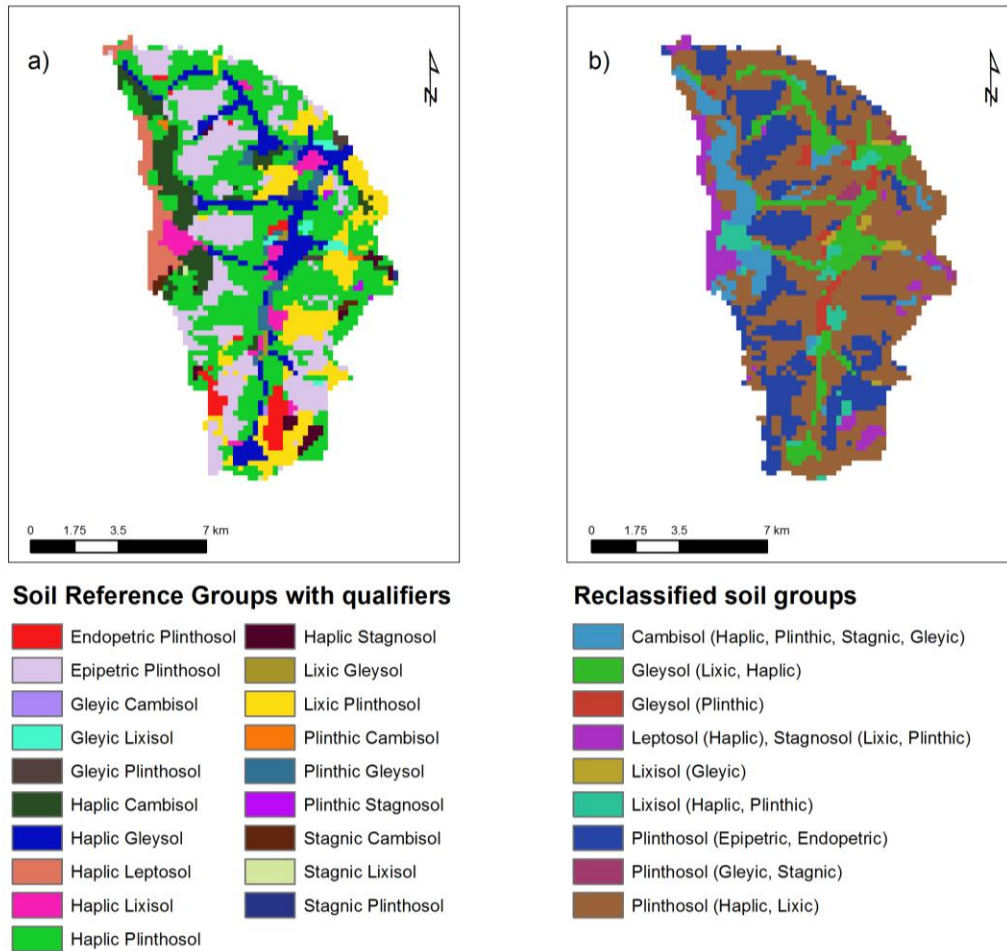 a)
N
0 1.75 3.5 7 km
b)
N
0 1.75 3.5 7 km
Soil Reference Groups with qualifiers
Endopetric Plinthosol
Epipetric Plinthosol
Gleyic Cambisol
Gleyic Lixisol
Gleyic Plinthosol
Haplic Cambisol
Haplic Gleysol
Haplic Leptosol
Haplic Lixisol
Haplic Plinthosol
Haplic Stagnosol
Lixic Gleysol
Lixic Plinthosol
Plinthic Cambisol
Plinthic Gleysol
Plinthic Stagnosol
Stagnic Cambisol
Stagnic Lixisol
Stagnic Plinthosol
Reclassified soil groups
Cambisol (Haplic, Plinthic, Stagnic, Gleyic)
Gleysol (Lixic, Haplic)
Gleysol (Plinthic)
Leptosol (Haplic), Stagnosol (Lixic, Plinthic)
Lixisol (Gleyic)
Lixisol (Haplic, Plinthic)
Plinthosol (Epipetric, Endopetric)
Plinthosol (Gleyic, Stagnic)
Plinthosol (Haplic, Lixic)